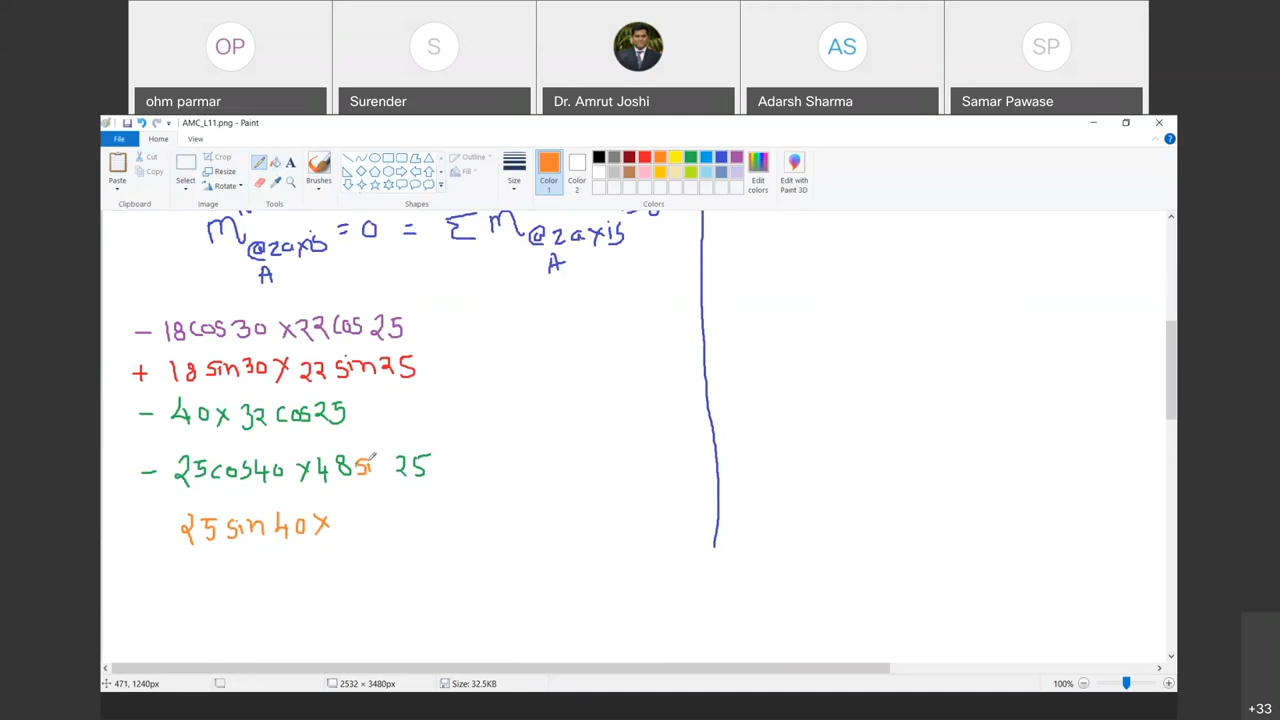 OP
S
AS
SP
ohm parmar
Surender
Dr. Amrut Joshi
Adarsh Sharma
Samar Pawase
AMC_L11.png - Paint
File
Home
View
Paste
Cut
Copy
Clipboard
Select
Crop
Resize
Rotate
Image
A
Tools
Brushes
Shapes
Outline
Fill
Size
Color 1
Color 2
Edit colors
Edit with Paint 3D
Colors
M@zaxis = 0 = ΣM@zaxis
A A
- 18cos30 x 22cos25
+ 18sin30 x 22sin25
- 40 x 32cos25
- 25cos40 x 48si 25
25sin40 x
471, 1240px
2532 × 3480px
Size: 32.5KB
100%
+33